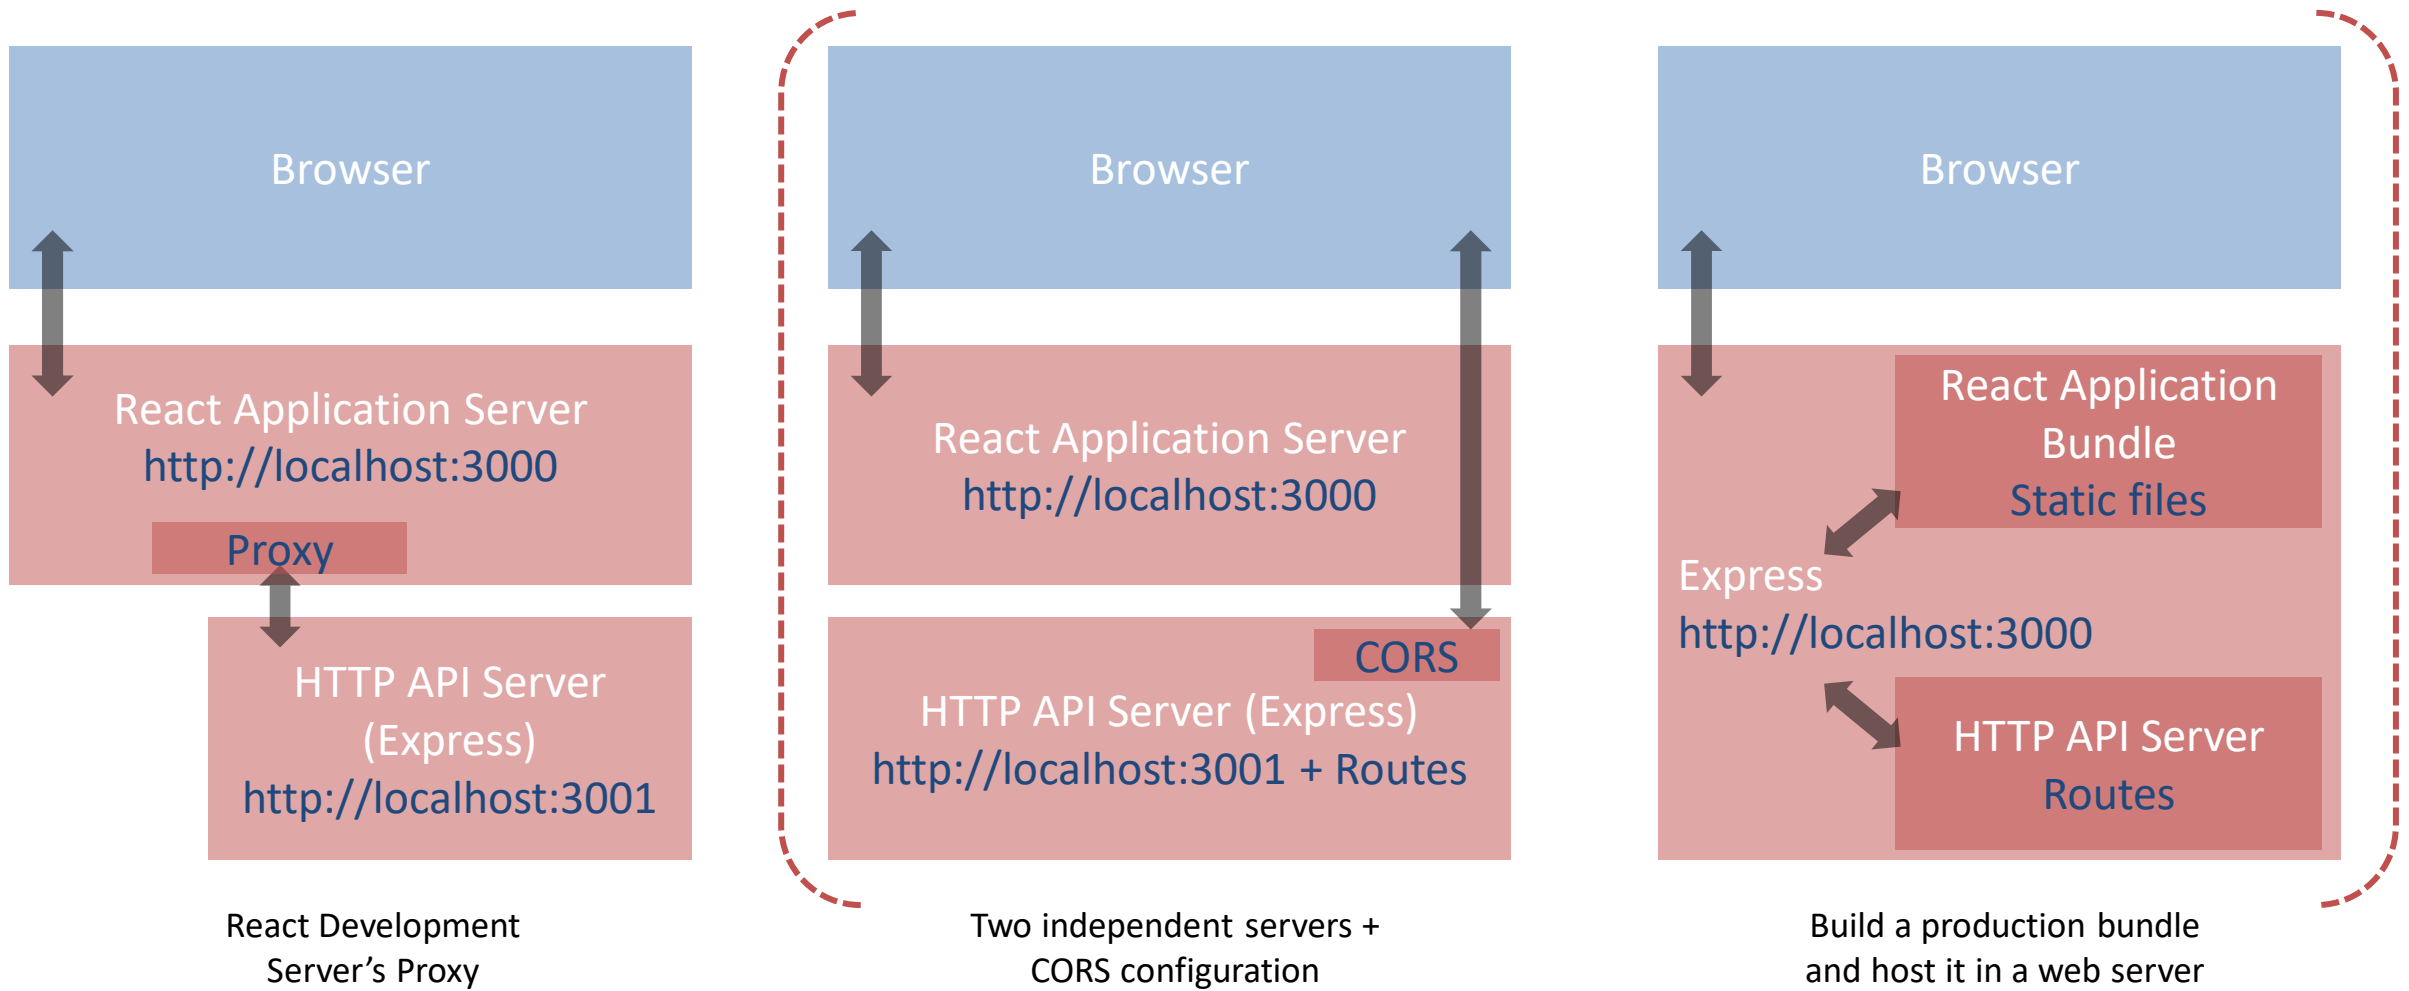 Browser
React Application Server
http://localhost:3000
Proxy
HTTP API Server
(Express)
http://localhost:3001
React Development
Server’s Proxy
Browser
React Application Server
http://localhost:3000
CORS
HTTP API Server (Express)
http://localhost:3001 + Routes
Two independent servers +
CORS configuration
Browser
React Application
Bundle
Static files
Express
http://localhost:3000
HTTP API Server
Routes
Build a production bundle
and host it in a web server